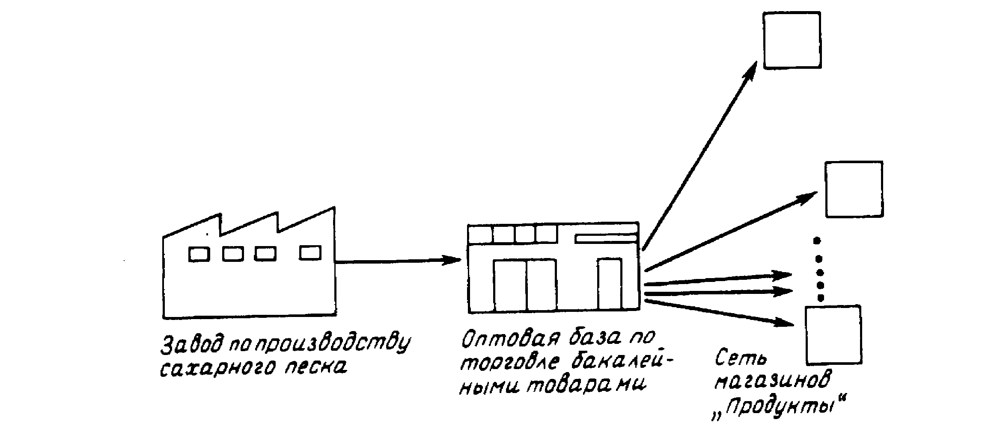 Завод по производству
сахарного песка
Оптовая база по
торговле бакалей-
ными товарами
Сеть
магазинов
„Продукты“